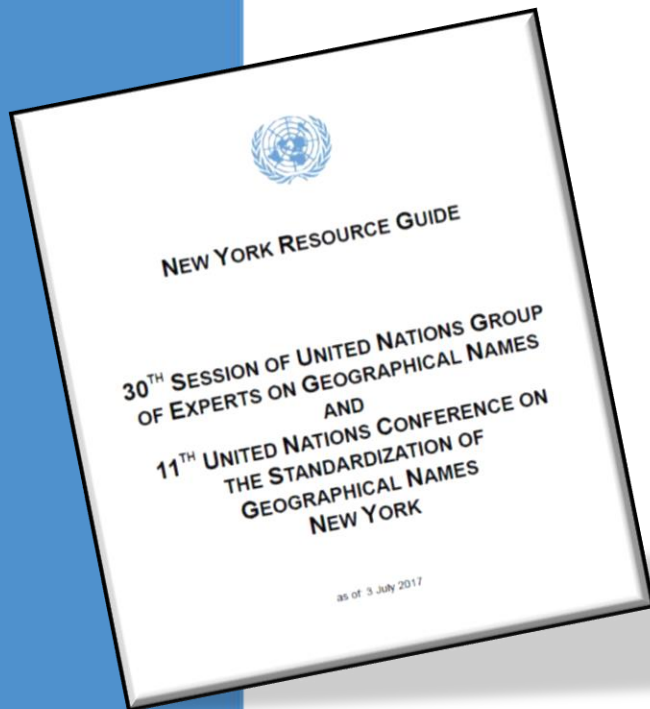 NEW YORK RESOURCE GUIDE
30TH SESSION OF UNITED NATIONS GROUP
OF EXPERTS ON GEOGRAPHICAL NAMES
AND
11TH UNITED NATIONS CONFERENCE ON
THE STANDARDIZATION OF
GEOGRAPHICAL NAMES
NEW YORK
as of 3 July 2017